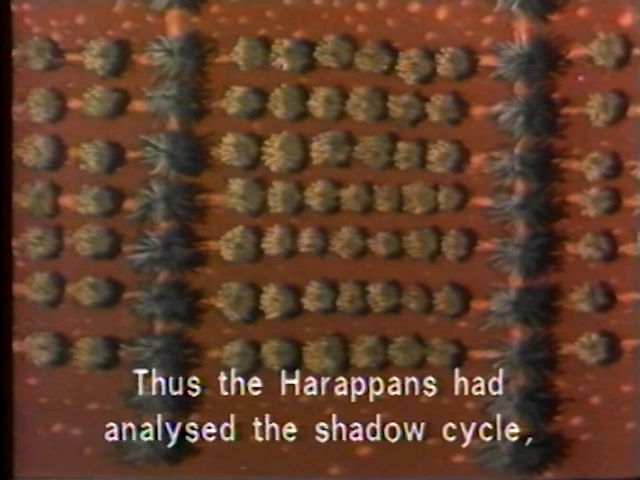 Thus the Harappans had
analysed the shadow cycle,